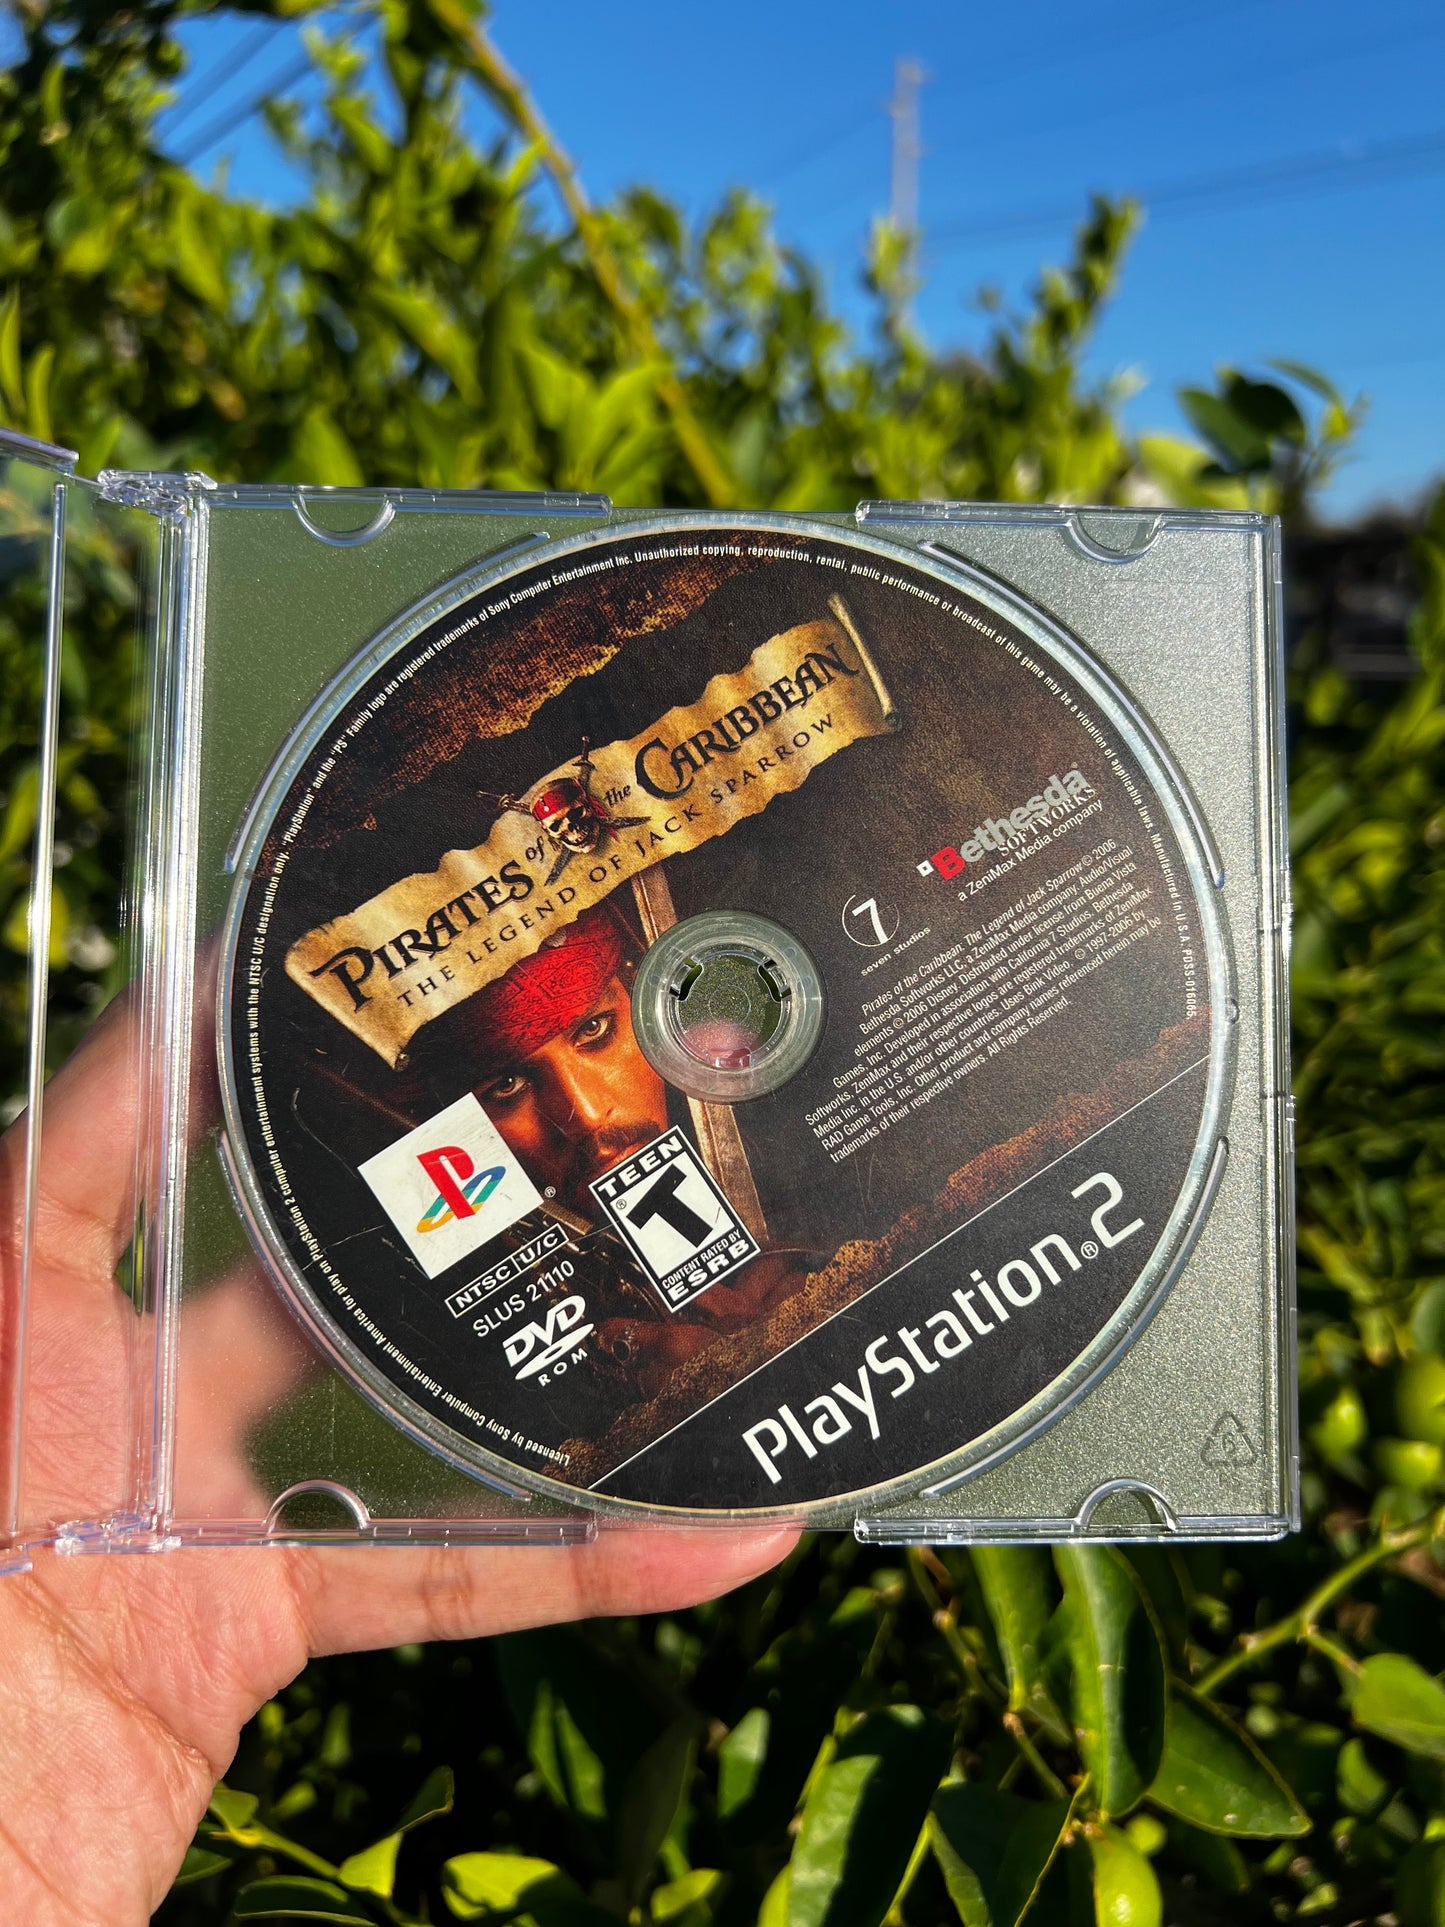 "PlayStation" and the "PS" Family logo are registered trademarks of Sony Computer Entertainment Inc. Unauthorized copying, reproduction, rental, public performance or broadcast of this game may be a violation of applicable laws. Manufactured in U.S.A. PDSS-016605
PIRATES of the CARIBBEAN
THE LEGEND OF JACK SPARROW
Bethesda®
SOFTWORKS
a ZeniMax Media company
7
seven studios
Pirates of the Caribbean: The Legend of Jack Sparrow © 2006
Bethesda Softworks LLC, a ZeniMax Media company. Audio/Visual
elements © 2006 Disney. Distributed under license from Buena Vista
Games, Inc. Developed in association with California 7 Studios. Bethesda
Softworks, ZeniMax and their respective logos are registered trademarks of ZeniMax
Media Inc. in the U.S. and/or other countries. Uses Bink Video. © 1997-2006 by
RAD Game Tools, Inc. Other product and company names referenced herein may be
trademarks of their respective owners. All Rights Reserved.
®
NTSC U/C
SLUS 21110
DVD™
ROM
TEEN
T
®
CONTENT RATED BY
ESRB
PlayStation®2
Licensed by Sony Computer Entertainment America for play on PlayStation 2 computer entertainment systems with the NTSC U/C designation only.